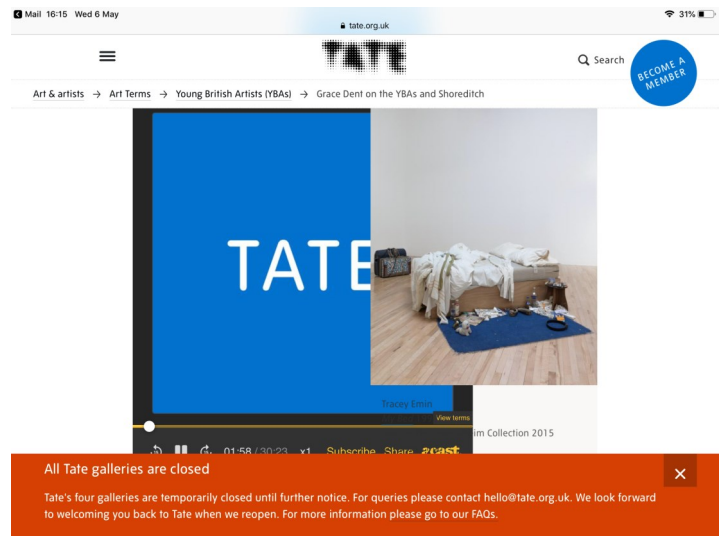 Mail 16:15 Wed 6 May
31%
tate.org.uk
TATE
Search
BECOME A
MEMBER
Art & artists → Art Terms → Young British Artists (YBAs) → Grace Dent on the YBAs and Shoreditch
TATE
Tracey Emin
View terms
im Collection 2015
01:58 / 30:23 x1 Subscribe Share acast
All Tate galleries are closed
Tate's four galleries are temporarily closed until further notice. For queries please contact hello@tate.org.uk. We look forward
to welcoming you back to Tate when we reopen. For more information please go to our FAQs.